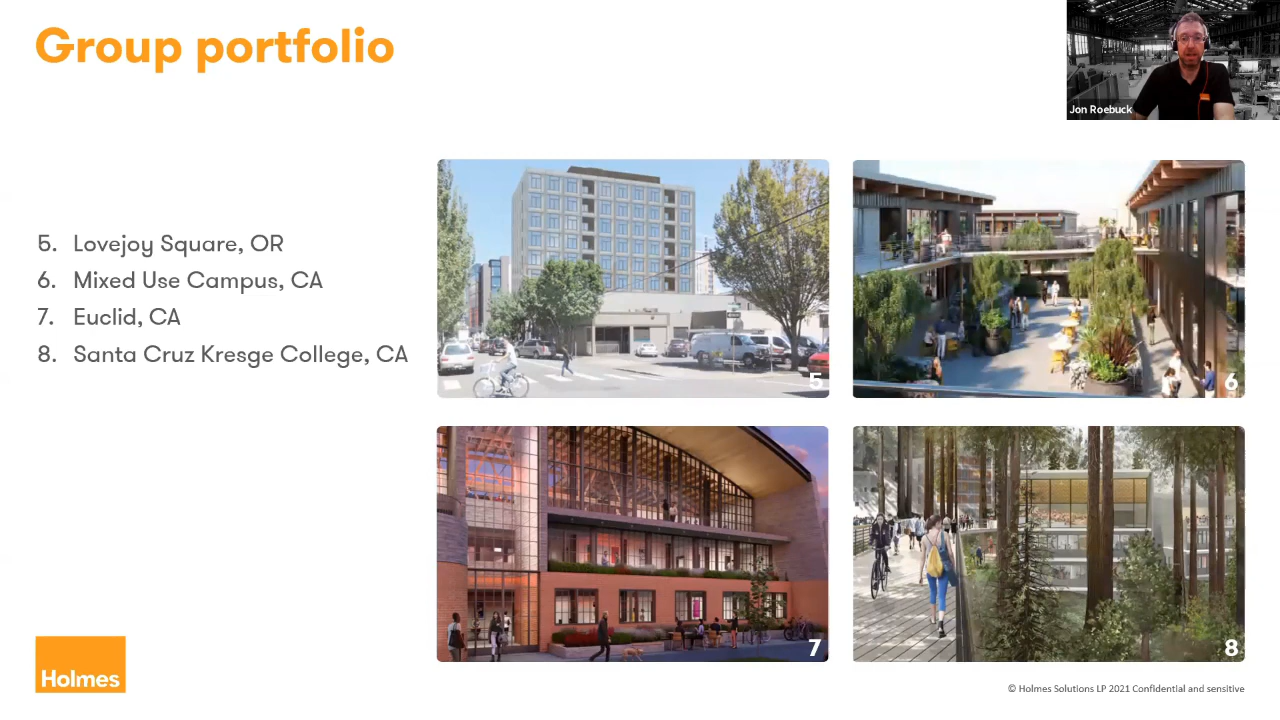 Group portfolio
Jon Roebuck
5. Lovejoy Square, OR
6. Mixed Use Campus, CA
7. Euclid, CA
8. Santa Cruz Kresge College, CA
5
6
7
8
Holmes
© Holmes Solutions LP 2021 Confidential and sensitive